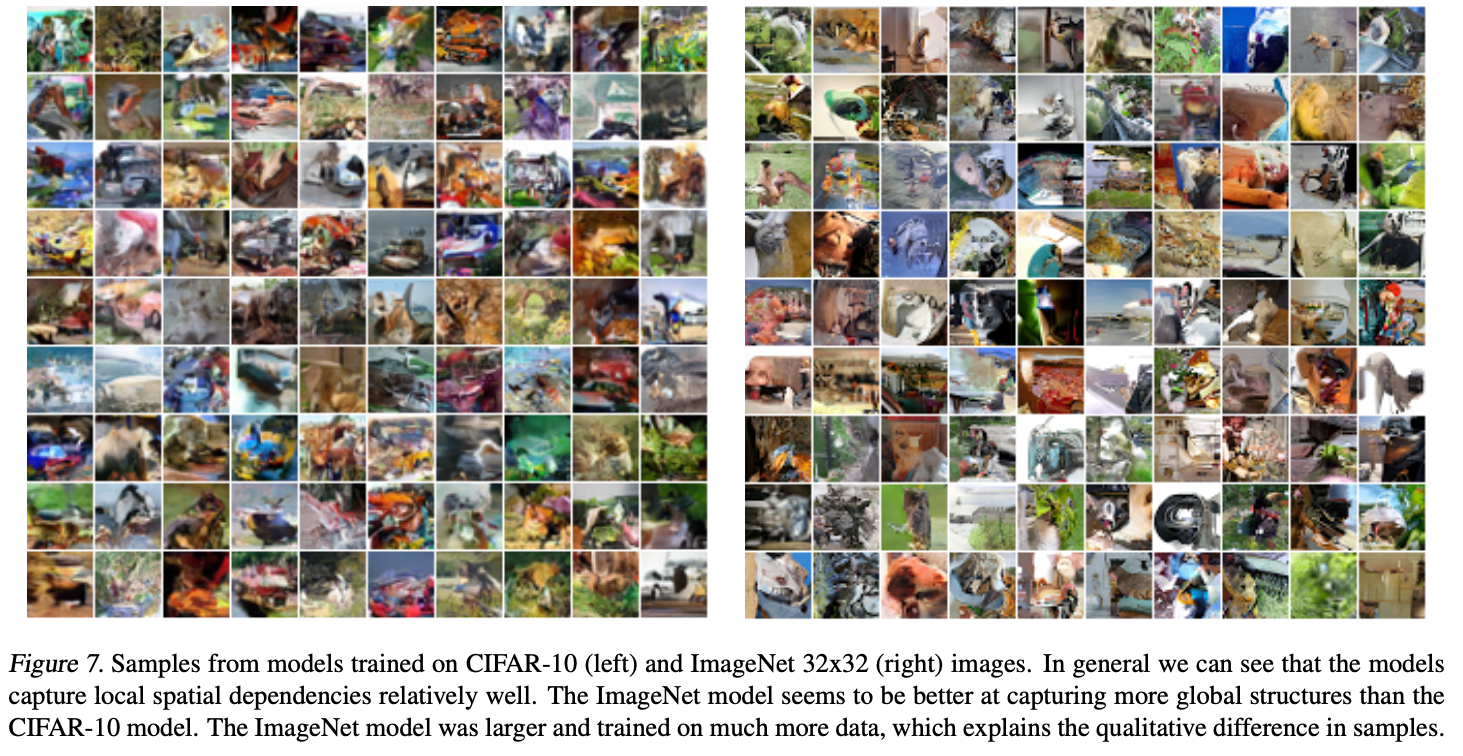 Figure 7. Samples from models trained on CIFAR-10 (left) and ImageNet 32x32 (right) images. In general we can see that the models
capture local spatial dependencies relatively well. The ImageNet model seems to be better at capturing more global structures than the
CIFAR-10 model. The ImageNet model was larger and trained on much more data, which explains the qualitative difference in samples.